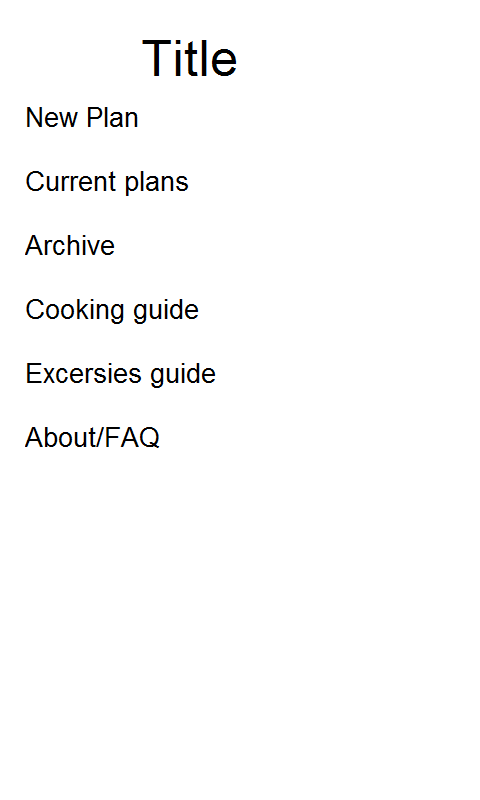 Title
New Plan
Current plans
Archive
Cooking guide
Excersies guide
About/FAQ